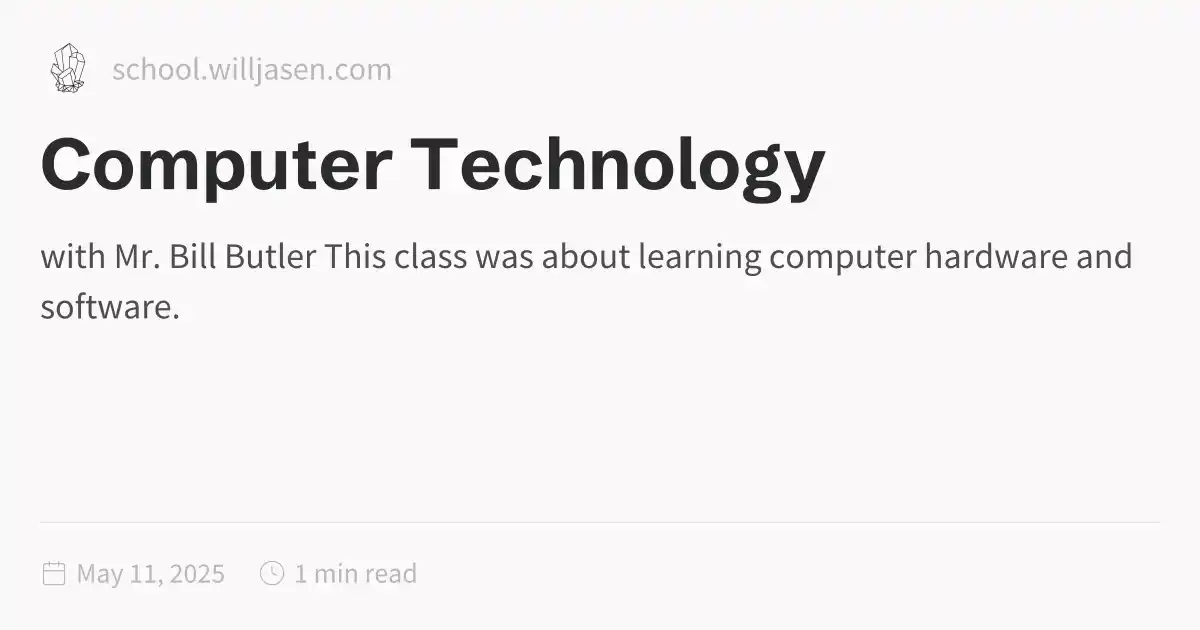 school.willjasen.com
Computer Technology
with Mr. Bill Butler This class was about learning computer hardware and
software.
May 11, 2025 1 min read